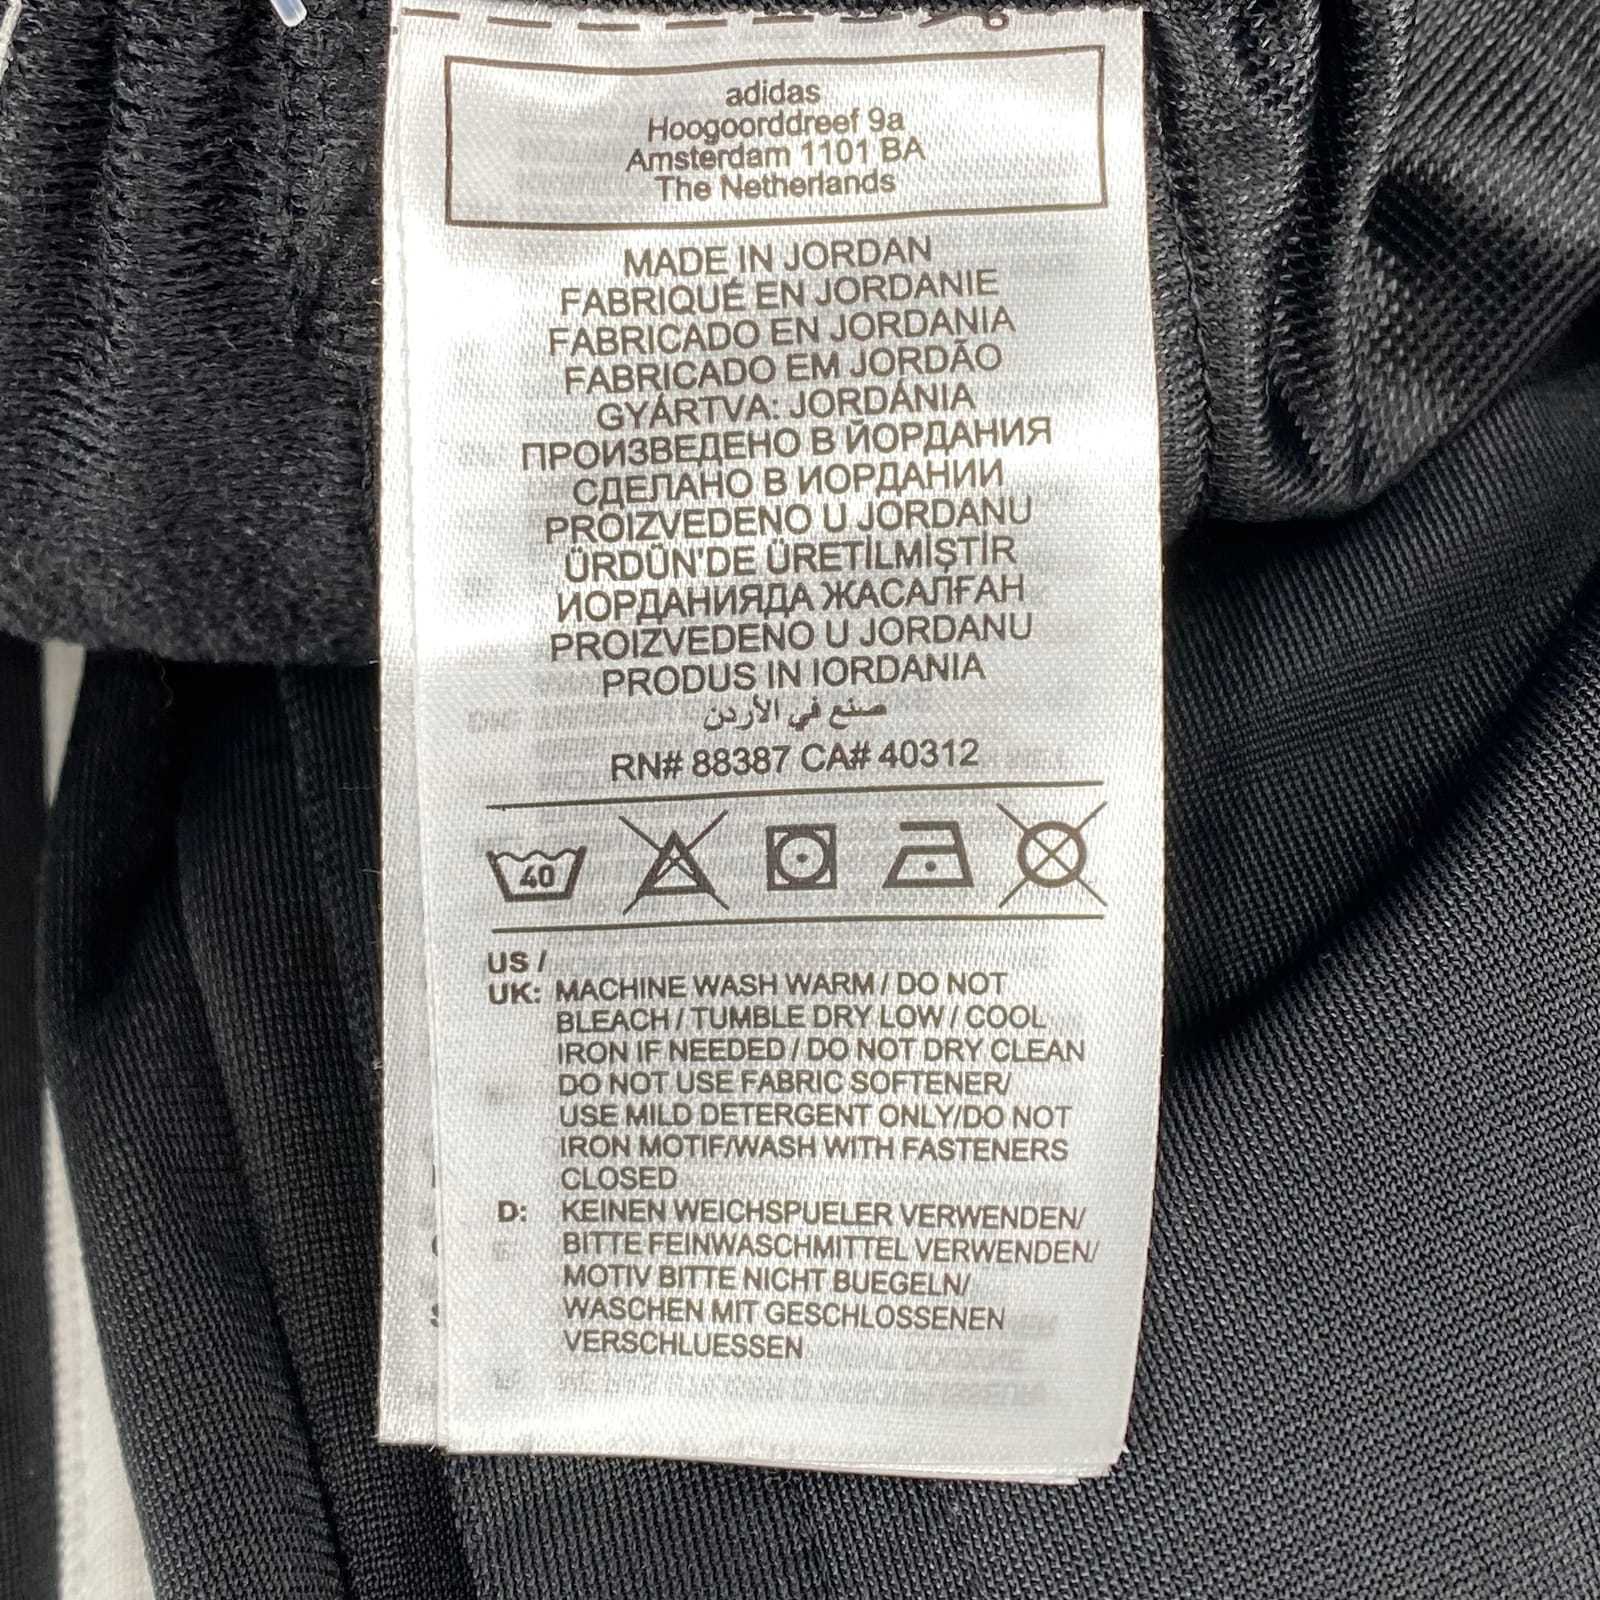 adidas
Hoogoorddreef 9a
Amsterdam 1101 BA
The Netherlands
MADE IN JORDAN
FABRIQUÉ EN JORDANIE
FABRICADO EN JORDANIA
FABRICADO EM JORDÃO
GYÁRTVA: JORDÁNIA
ПРОИЗВЕДЕНО В ЙОРДАНИЯ
СДЕЛАНО В ИОРДАНИИ
PROIZVEDENO U JORDANU
ÜRDÜN'DE ÜRETİLMİŞTİR
ИОРДАНИЯДА ЖАСАЛҒАН
PROIZVEDENO U JORDANU
PRODUS IN IORDANIA
صنع في الأردن
RN# 88387 CA# 40312
40
US /
UK: MACHINE WASH WARM / DO NOT
BLEACH / TUMBLE DRY LOW / COOL
IRON IF NEEDED / DO NOT DRY CLEAN
DO NOT USE FABRIC SOFTENER/
USE MILD DETERGENT ONLY/DO NOT
IRON MOTIF/WASH WITH FASTENERS
CLOSED
D: KEINEN WEICHSPUELER VERWENDEN/
BITTE FEINWASCHMITTEL VERWENDEN/
MOTIV BITTE NICHT BUEGELN/
WASCHEN MIT GESCHLOSSENEN
VERSCHLUESSEN